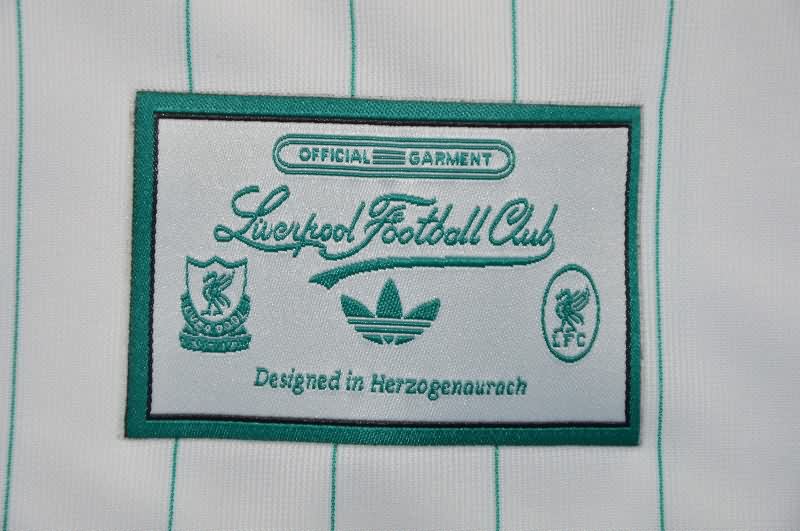 OFFICIAL GARMENT
Liverpool Football Club
LFC
Designed in Herzogenaurach